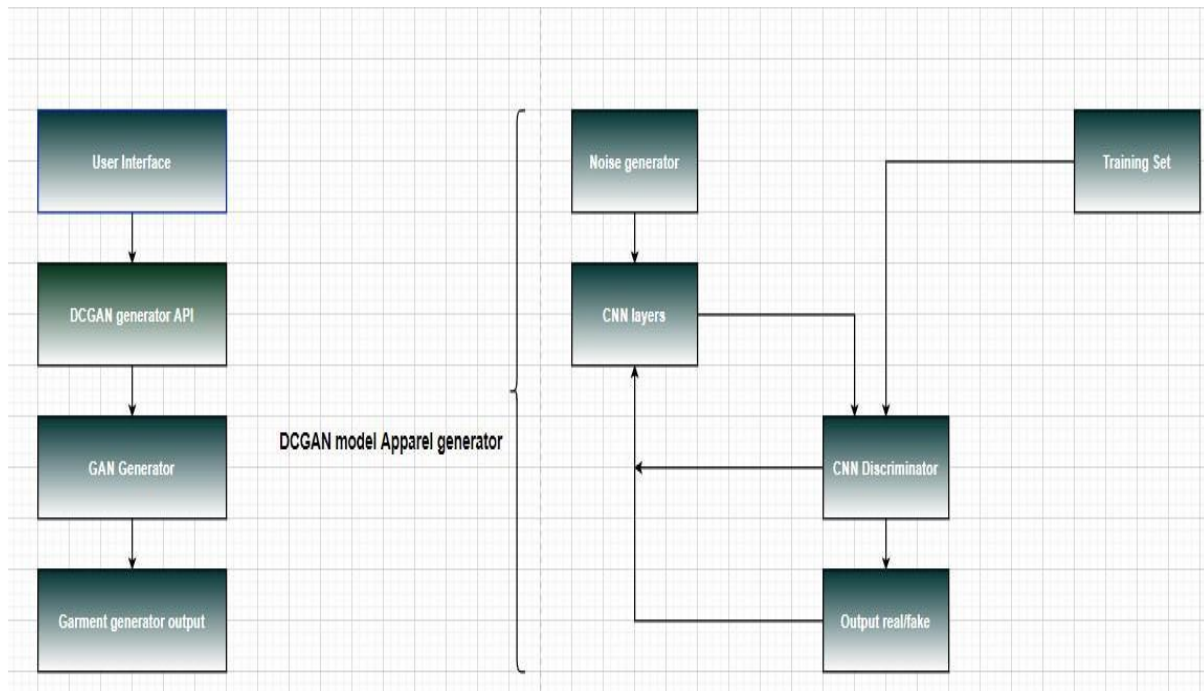 User Interface
DCGAN generator API
GAN Generator
Garment generator output
DCGAN model Apparel generator
Noise generator
CNN layers
Training Set
CNN Discriminator
Output real/fake